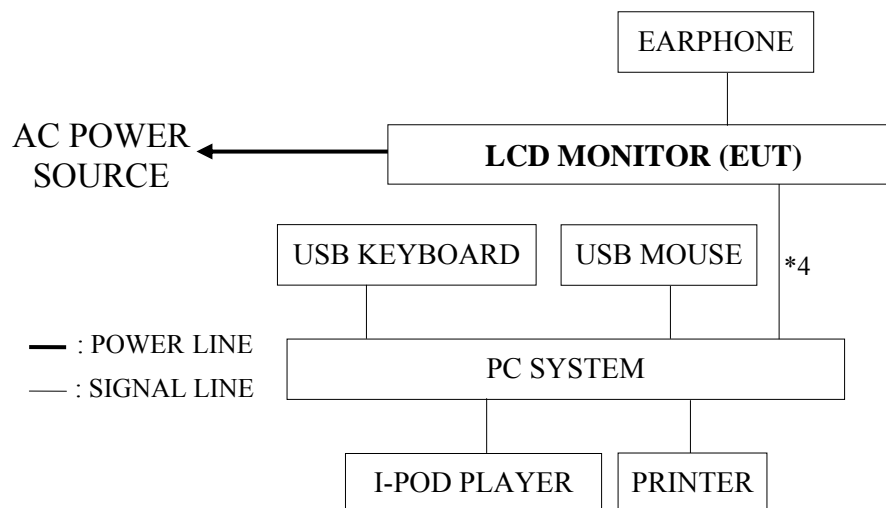 EARPHONE
AC POWER
SOURCE
LCD MONITOR (EUT)
USB KEYBOARD
USB MOUSE
*4
: POWER LINE
: SIGNAL LINE
PC SYSTEM
I-POD PLAYER
PRINTER